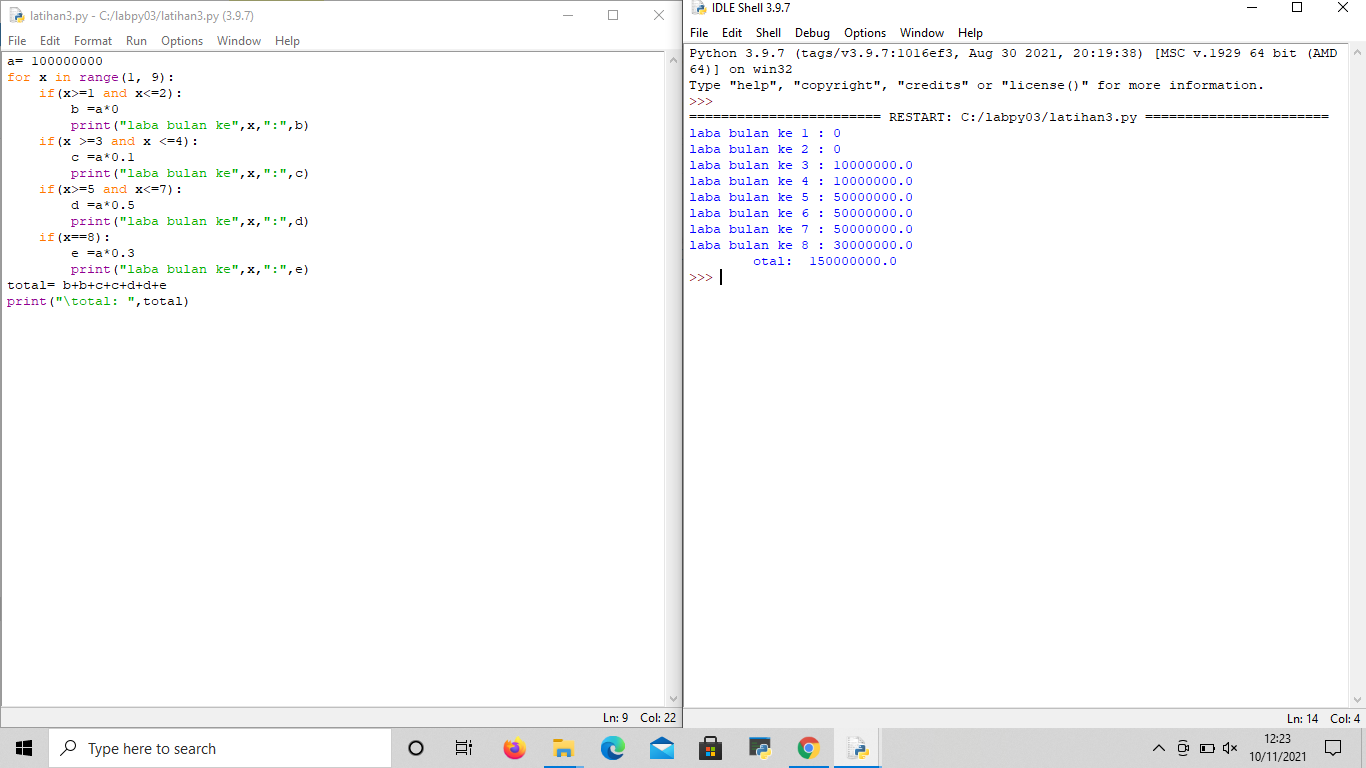 latihan3.py - C:/labpy03/latihan3.py (3.9.7)
File Edit Format Run Options Window Help
a= 100000000
for x in range(1, 9):
    if(x>=1 and x<=2):
        b =a*0
        print("laba bulan ke",x,":",b)
    if(x >=3 and x <=4):
        c =a*0.1
        print("laba bulan ke",x,":",c)
    if(x>=5 and x<=7):
        d =a*0.5
        print("laba bulan ke",x,":",d)
    if(x==8):
        e =a*0.3
        print("laba bulan ke",x,":",e)
total= b+b+c+c+d+d+e
print("\total: ",total)
Ln: 9 Col: 22
IDLE Shell 3.9.7
File Edit Shell Debug Options Window Help
Python 3.9.7 (tags/v3.9.7:1016ef3, Aug 30 2021, 20:19:38) [MSC v.1929 64 bit (AMD
64)] on win32
Type "help", "copyright", "credits" or "license()" for more information.
>>>
======================== RESTART: C:/labpy03/latihan3.py =======================
laba bulan ke 1 : 0
laba bulan ke 2 : 0
laba bulan ke 3 : 10000000.0
laba bulan ke 4 : 10000000.0
laba bulan ke 5 : 50000000.0
laba bulan ke 6 : 50000000.0
laba bulan ke 7 : 50000000.0
laba bulan ke 8 : 30000000.0
        otal:  150000000.0
>>>
Ln: 14 Col: 4
Type here to search
12:23
10/11/2021